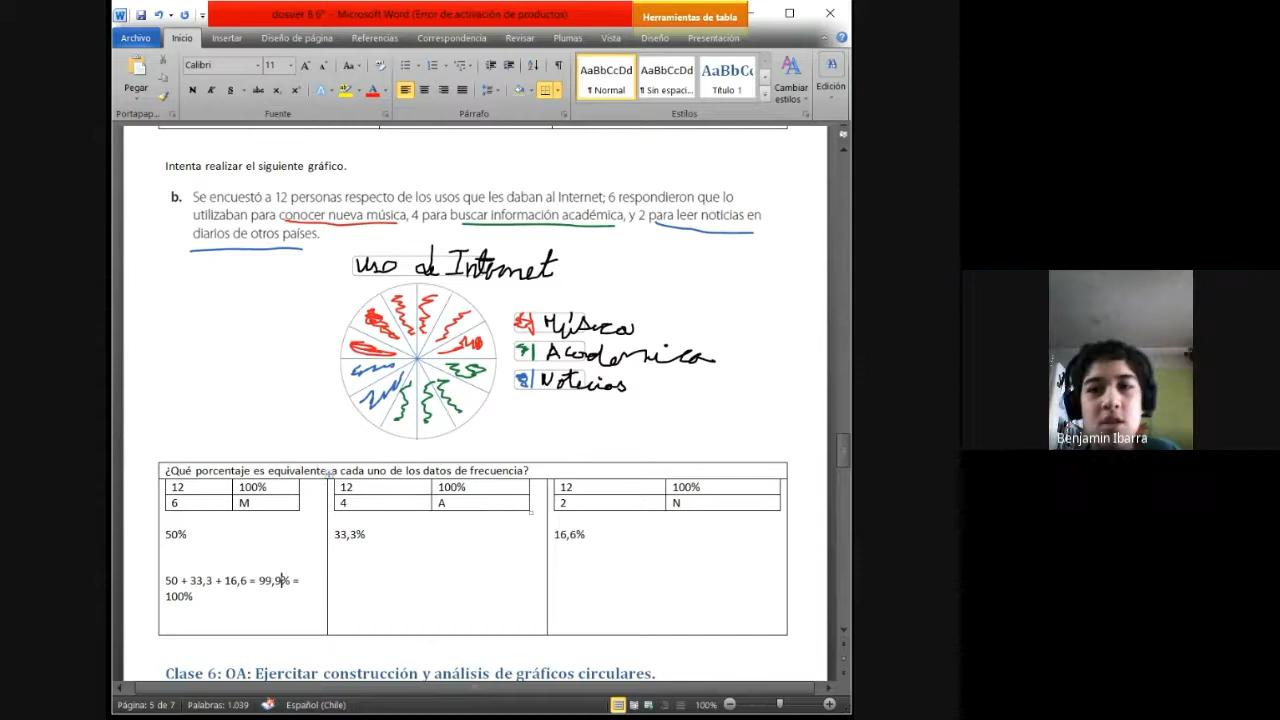 dossier 8 6° - Microsoft Word (Error de activación de productos)
Herramientas de tabla
Archivo Inicio Insertar Diseño de página Referencias Correspondencia Revisar Plumas Vista Diseño Presentación
Pegar
Calibri 11
AaBbCcDd AaBbCcDd AaBbCc
¶ Normal ¶ Sin espaci... Título 1
Cambiar estilos
Edición
Portapap... Fuente Párrafo Estilos
Intenta realizar el siguiente gráfico.
b. Se encuestó a 12 personas respecto de los usos que les daban al Internet; 6 respondieron que lo
utilizaban para conocer nueva música, 4 para buscar información académica, y 2 para leer noticias en
diarios de otros países.
Uso de Internet
Música
Academica
Noticias
¿Qué porcentaje es equivalente a cada uno de los datos de frecuencia?
12 100% 12 100% 12 100%
6 M 4 A 2 N
50% 33,3% 16,6%
50 + 33,3 + 16,6 = 99,9% =
100%
Clase 6: OA: Ejercitar construcción y análisis de gráficos circulares.
Página: 5 de 7 Palabras: 1.039 Español (Chile) 100%
Benjamin Ibarra